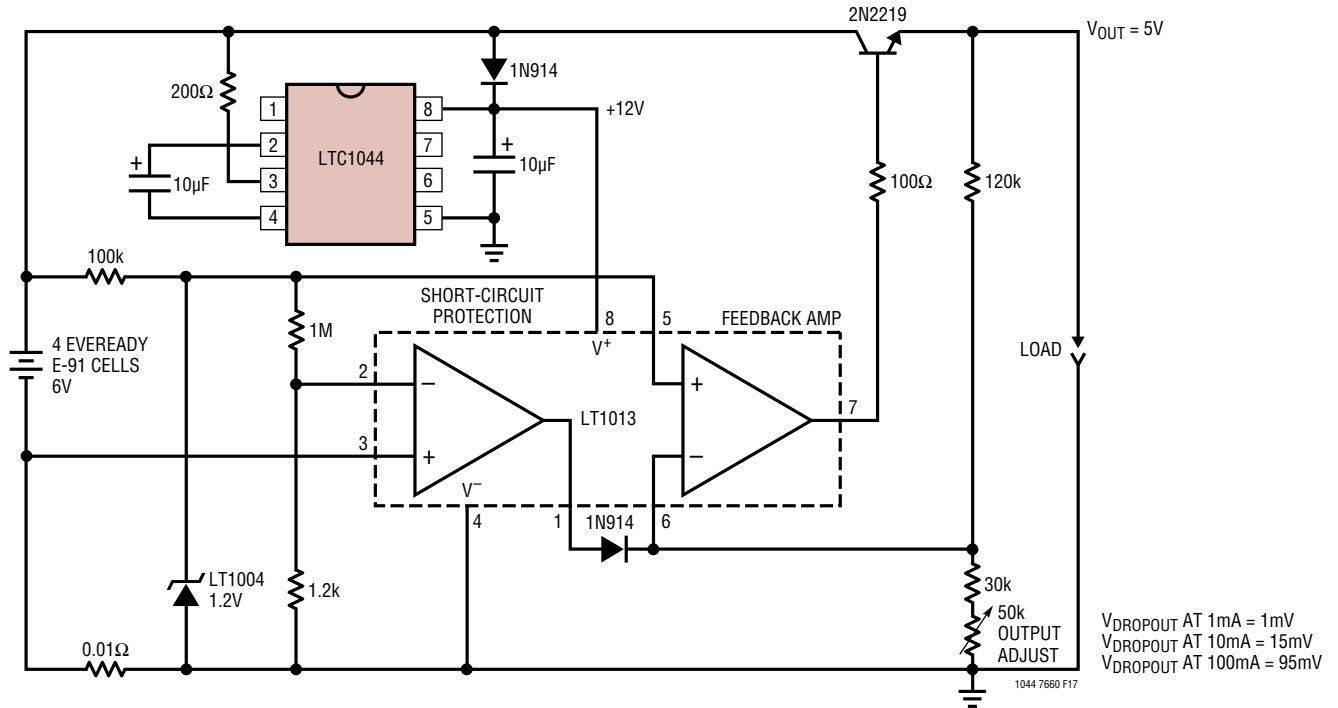 2N2219
V_OUT = 5V
200Ω
1N914
+12V
1
2
3
4
LTC1044
8
7
6
5
+
10µF
+
10µF
100Ω
120k
100k
1M
SHORT-CIRCUIT
PROTECTION
8
V⁺
5
FEEDBACK AMP
4 EVEREADY
E-91 CELLS
6V
LOAD
2
−
3
+
LT1013
+
−
7
V⁻
4
1
1N914
6
LT1004
1.2V
1.2k
30k
50k
OUTPUT
ADJUST
0.01Ω
V_DROPOUT AT 1mA = 1mV
V_DROPOUT AT 10mA = 15mV
V_DROPOUT AT 100mA = 95mV
1044 7660 F17